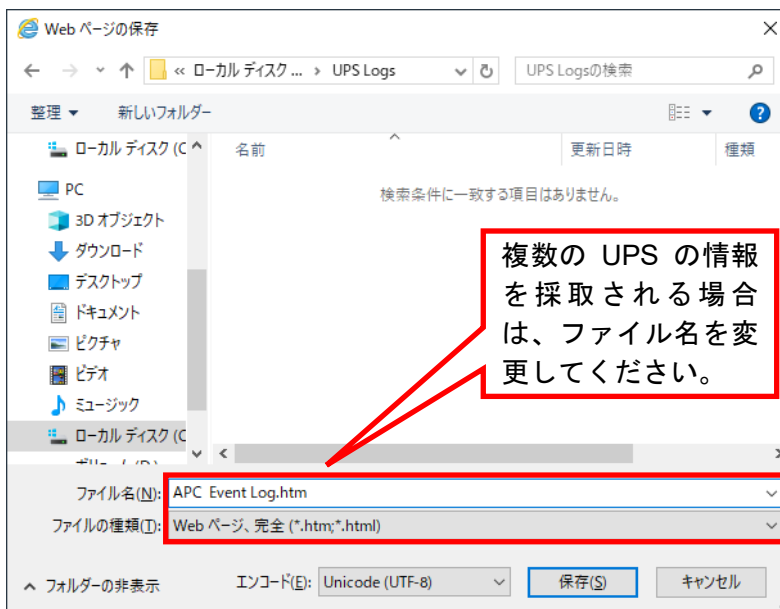 Web ページの保存
« ローカル ディスク ... › UPS Logs
UPS Logsの検索
整理
新しいフォルダー
ローカル ディスク (C
名前
更新日時
種類
検索条件に一致する項目はありません。
PC
3D オブジェクト
ダウンロード
デスクトップ
ドキュメント
ピクチャ
ビデオ
ミュージック
ローカル ディスク (C
複数の UPS の情報
を採取される場合
は、ファイル名を変
更してください。
ファイル名(N): APC Event Log.htm
ファイルの種類(T): Web ページ、完全 (*.htm;*.html)
フォルダーの非表示
エンコード(E): Unicode (UTF-8)
保存(S)
キャンセル